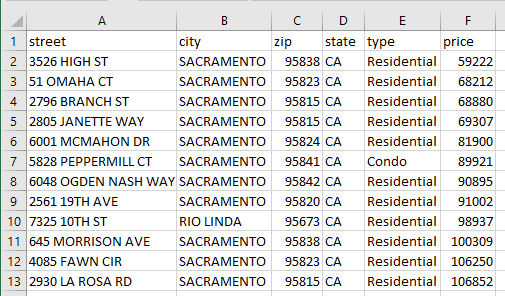 A B C D E F
1 street city zip state type price
2 3526 HIGH ST SACRAMENTO 95838 CA Residential 59222
3 51 OMAHA CT SACRAMENTO 95823 CA Residential 68212
4 2796 BRANCH ST SACRAMENTO 95815 CA Residential 68880
5 2805 JANETTE WAY SACRAMENTO 95815 CA Residential 69307
6 6001 MCMAHON DR SACRAMENTO 95824 CA Residential 81900
7 5828 PEPPERMILL CT SACRAMENTO 95841 CA Condo 89921
8 6048 OGDEN NASH WAY SACRAMENTO 95842 CA Residential 90895
9 2561 19TH AVE SACRAMENTO 95820 CA Residential 91002
10 7325 10TH ST RIO LINDA 95673 CA Residential 98937
11 645 MORRISON AVE SACRAMENTO 95838 CA Residential 100309
12 4085 FAWN CIR SACRAMENTO 95823 CA Residential 106250
13 2930 LA ROSA RD SACRAMENTO 95815 CA Residential 106852